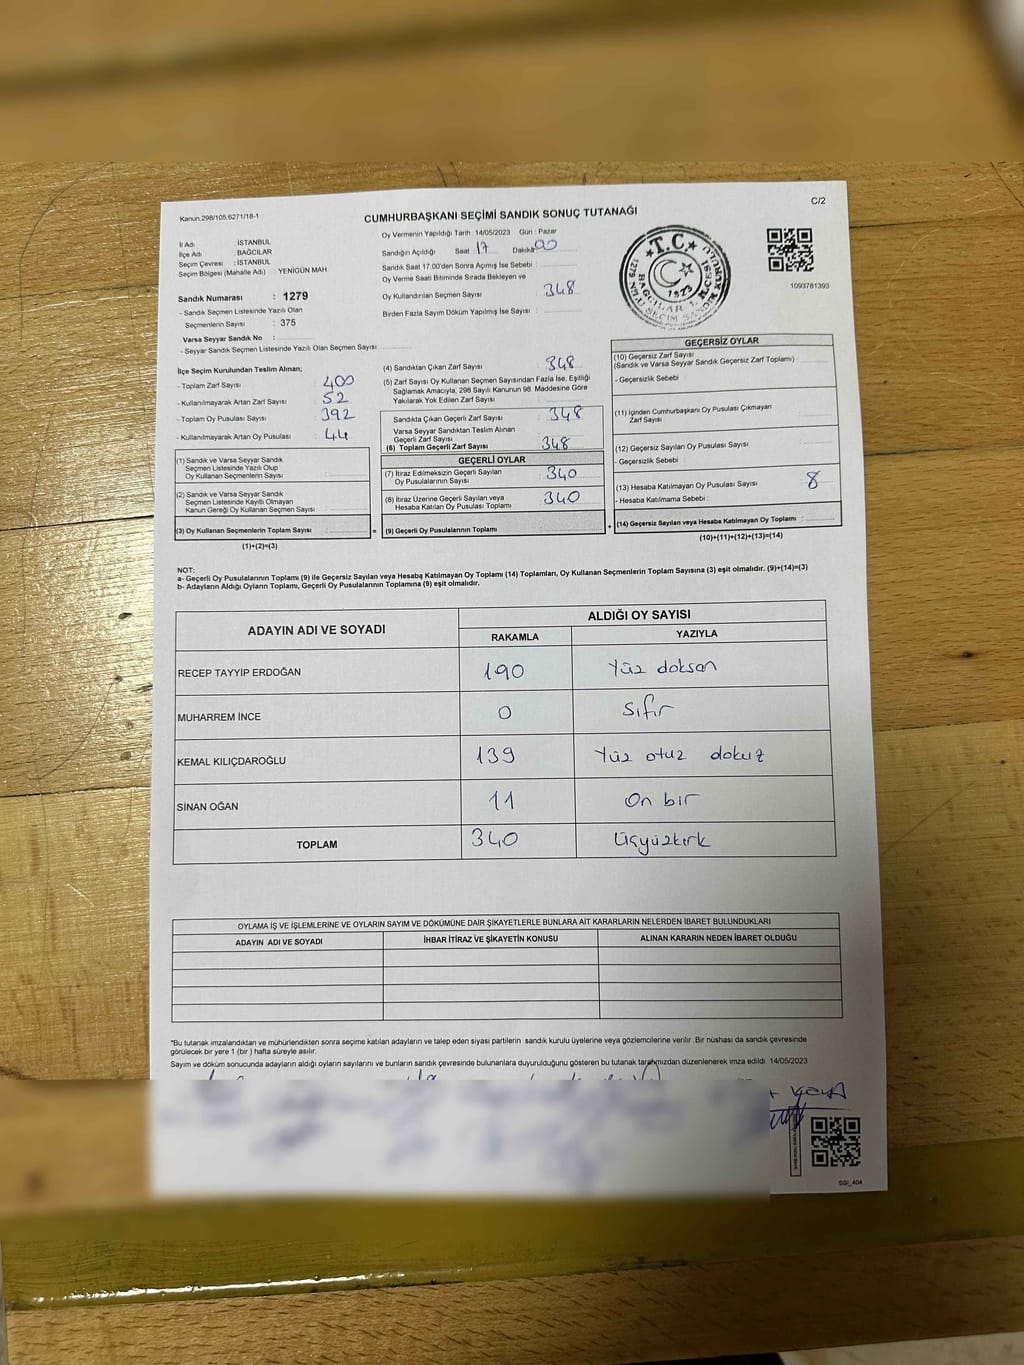 Kanun.298/105,6271/18-1
C/2
CUMHURBAŞKANI SEÇİMİ SANDIK SONUÇ TUTANAĞI
İl Adı : İSTANBUL
İlçe Adı : BAĞCILAR
Seçim Çevresi : İSTANBUL
Seçim Bölgesi (Mahalle Adı) YENİGÜN MAH
Sandık Numarası : 1279
- Sandık Seçmen Listesinde Yazılı Olan
Seçmenlerin Sayısı : 375
Varsa Seyyar Sandık No :
- Seyyar Sandık Seçmen Listesinde Yazılı Olan Seçmen Sayısı:
İlçe Seçim Kurulundan Teslim Alınan;
- Toplam Zarf Sayısı : 400
- Kullanılmayarak Artan Zarf Sayısı : 52
- Toplam Oy Pusulası Sayısı : 392
- Kullanılmayarak Artan Oy Pusulası : 44
(1) Sandık ve Varsa Seyyar Sandık
Seçmen Listesinde Yazılı Olup
Oy Kullanan Seçmenlerin Sayısı :
(2) Sandık ve Varsa Seyyar Sandık
Seçmen Listesinde Kayıtlı Olmayan
Kanun Gereği Oy Kullanan Seçmen Sayısı :
(3) Oy Kullanan Seçmenlerin Toplam Sayısı : =
(1)+(2)=(3)
Oy Vermenin Yapıldığı Tarih : 14/05/2023 Gün : Pazar
Sandığın Açıldığı Saat : 17 Dakika 00
Sandık Saat 17.00'den Sonra Açımış İse Sebebi :
Oy Verme Saati Bitiminde Sırada Bekleyen ve
Oy Kullandırılan Seçmen Sayısı : 348
Birden Fazla Sayım Döküm Yapılmış İse Sayısı :
(4) Sandıktan Çıkan Zarf Sayısı : 348
(5) Zarf Sayısı Oy Kullanan Seçmen Sayısından Fazla İse, Eşitliği
Sağlamak Amacıyla, 298 Sayılı Kanunun 98. Maddesine Göre
Yakılarak Yok Edilen Zarf Sayısı :
Sandıkta Çıkan Geçerli Zarf Sayısı : 348
Varsa Seyyar Sandıktan Teslim Alınan
Geçerli Zarf Sayısı :
(6) Toplam Geçerli Zarf Sayısı : 348
GEÇERLİ OYLAR
(7) İtiraz Edilmeksizin Geçerli Sayılan
Oy Pusulasının Sayısı : 340
(8) İtiraz Üzerine Geçerli Sayılan veya
Hesaba Katılan Oy Pusulası Toplamı : 340
(9) Geçerli Oy Pusulalarının Toplamı : +
T.C.
1279 NOLU SEÇİM SANDIK KURULU
BAĞCILAR 1. İLÇESİ
1923
1093781393
GEÇERSİZ OYLAR
(10) Geçersiz Zarf Sayısı
(Sandık ve Varsa Seyyar Sandık Geçersiz Zarf Toplamı) :
- Geçersizlik Sebebi
(11) İçinden Cumhurbaşkanı Oy Pusulası Çıkmayan
Zarf Sayısı :
(12) Geçersiz Sayılan Oy Pusulası Sayısı :
- Geçersizlik Sebebi :
(13) Hesaba Katılmayan Oy Pusulası Sayısı : 8
- Hesaba Katılmama Sebebi :
(14) Geçersiz Sayılan veya Hesaba Katılmayan Oy Toplamı :
(10)+(11)+(12)+(13)=(14)
NOT:
a- Geçerli Oy Pusulalarının Toplamı (9) ile Geçersiz Sayılan veya Hesaba Katılmayan Oy Toplamı (14) Toplamları, Oy Kullanan Seçmenlerin Toplam Sayısına (3) eşit olmalıdır. (9)+(14)=(3)
b- Adayların Aldığı Oyların Toplamı, Geçerli Oy Pusulalarının Toplamına (9) eşit olmalıdır.
ADAYIN ADI VE SOYADI
ALDIĞI OY SAYISI
RAKAMLA YAZIYLA
RECEP TAYYİP ERDOĞAN 190 Yüz doksan
MUHARREM İNCE 0 Sıfır
KEMAL KILIÇDAROĞLU 139 Yüz otuz dokuz
SİNAN OĞAN 11 On bir
TOPLAM 340 Üçyüzkırk
OYLAMA İŞ VE İŞLEMLERİNE VE OYLARIN SAYIM VE DÖKÜMÜNE DAİR ŞİKAYETLERLE BUNLARA AİT KARARLARIN NELERDEN İBARET BULUNDUKLARI
ADAYIN ADI VE SOYADI İHBAR İTİRAZ VE ŞİKAYETİN KONUSU ALINAN KARARIN NEDEN İBARET OLDUĞU
*Bu tutanak imzalandıktan ve mühürlendikten sonra seçime katılan adayların ve talep eden siyasi partilerin sandık kurulu üyelerine veya gözlemcilerine verilir .Bir nüshası da sandık çevresinde
görülecek bir yere 1 (bir ) hafta süreyle asılır.
Sayım ve döküm sonucunda adayların aldığı oyların sayılarını ve bunların sandık çevresinde bulunanlara duyurulduğunu gösteren bu tutanak tarafımızdan düzenlenerek imza edildi. 14/05/2023
SSİ_404